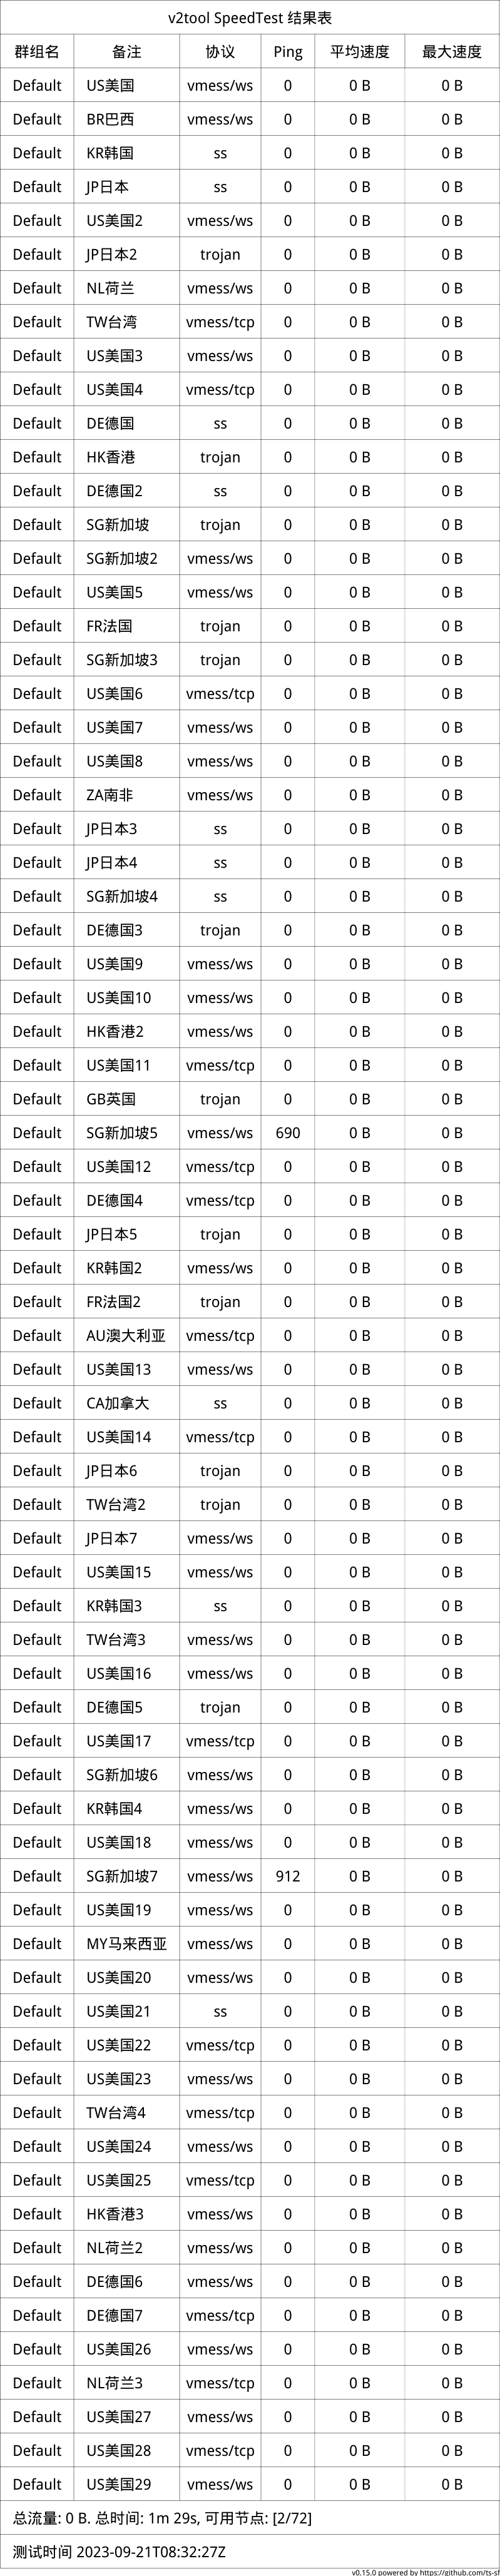 v2tool SpeedTest 结果表
群组名 备注 协议 Ping 平均速度 最大速度
Default US美国 vmess/ws 0 0 B 0 B
Default BR巴西 vmess/ws 0 0 B 0 B
Default KR韩国 ss 0 0 B 0 B
Default JP日本 ss 0 0 B 0 B
Default US美国2 vmess/ws 0 0 B 0 B
Default JP日本2 trojan 0 0 B 0 B
Default NL荷兰 vmess/ws 0 0 B 0 B
Default TW台湾 vmess/tcp 0 0 B 0 B
Default US美国3 vmess/ws 0 0 B 0 B
Default US美国4 vmess/tcp 0 0 B 0 B
Default DE德国 ss 0 0 B 0 B
Default HK香港 trojan 0 0 B 0 B
Default DE德国2 ss 0 0 B 0 B
Default SG新加坡 trojan 0 0 B 0 B
Default SG新加坡2 vmess/ws 0 0 B 0 B
Default US美国5 vmess/ws 0 0 B 0 B
Default FR法国 trojan 0 0 B 0 B
Default SG新加坡3 trojan 0 0 B 0 B
Default US美国6 vmess/tcp 0 0 B 0 B
Default US美国7 vmess/ws 0 0 B 0 B
Default US美国8 vmess/ws 0 0 B 0 B
Default ZA南非 vmess/ws 0 0 B 0 B
Default JP日本3 ss 0 0 B 0 B
Default JP日本4 ss 0 0 B 0 B
Default SG新加坡4 ss 0 0 B 0 B
Default DE德国3 trojan 0 0 B 0 B
Default US美国9 vmess/ws 0 0 B 0 B
Default US美国10 vmess/ws 0 0 B 0 B
Default HK香港2 vmess/ws 0 0 B 0 B
Default US美国11 vmess/tcp 0 0 B 0 B
Default GB英国 trojan 0 0 B 0 B
Default SG新加坡5 vmess/ws 690 0 B 0 B
Default US美国12 vmess/tcp 0 0 B 0 B
Default DE德国4 vmess/tcp 0 0 B 0 B
Default JP日本5 trojan 0 0 B 0 B
Default KR韩国2 vmess/ws 0 0 B 0 B
Default FR法国2 trojan 0 0 B 0 B
Default AU澳大利亚 vmess/tcp 0 0 B 0 B
Default US美国13 vmess/ws 0 0 B 0 B
Default CA加拿大 ss 0 0 B 0 B
Default US美国14 vmess/tcp 0 0 B 0 B
Default JP日本6 trojan 0 0 B 0 B
Default TW台湾2 trojan 0 0 B 0 B
Default JP日本7 vmess/ws 0 0 B 0 B
Default US美国15 vmess/ws 0 0 B 0 B
Default KR韩国3 ss 0 0 B 0 B
Default TW台湾3 vmess/ws 0 0 B 0 B
Default US美国16 vmess/ws 0 0 B 0 B
Default DE德国5 trojan 0 0 B 0 B
Default US美国17 vmess/tcp 0 0 B 0 B
Default SG新加坡6 vmess/ws 0 0 B 0 B
Default KR韩国4 vmess/ws 0 0 B 0 B
Default US美国18 vmess/ws 0 0 B 0 B
Default SG新加坡7 vmess/ws 912 0 B 0 B
Default US美国19 vmess/ws 0 0 B 0 B
Default MY马来西亚 vmess/ws 0 0 B 0 B
Default US美国20 vmess/ws 0 0 B 0 B
Default US美国21 ss 0 0 B 0 B
Default US美国22 vmess/tcp 0 0 B 0 B
Default US美国23 vmess/ws 0 0 B 0 B
Default TW台湾4 vmess/tcp 0 0 B 0 B
Default US美国24 vmess/ws 0 0 B 0 B
Default US美国25 vmess/tcp 0 0 B 0 B
Default HK香港3 vmess/ws 0 0 B 0 B
Default NL荷兰2 vmess/ws 0 0 B 0 B
Default DE德国6 vmess/ws 0 0 B 0 B
Default DE德国7 vmess/tcp 0 0 B 0 B
Default US美国26 vmess/ws 0 0 B 0 B
Default NL荷兰3 vmess/tcp 0 0 B 0 B
Default US美国27 vmess/ws 0 0 B 0 B
Default US美国28 vmess/tcp 0 0 B 0 B
Default US美国29 vmess/ws 0 0 B 0 B
总流量: 0 B. 总时间: 1m 29s, 可用节点: [2/72]
测试时间 2023-09-21T08:32:27Z
v0.15.0 powered by https://github.com/ts-sf